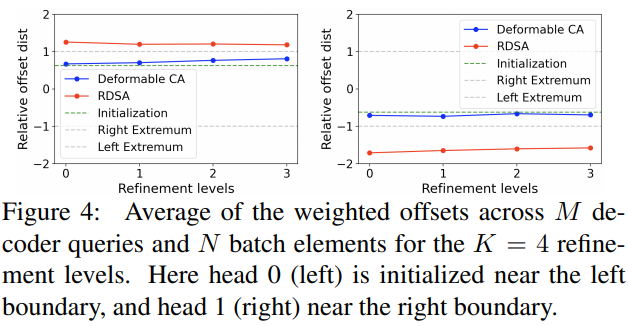 2
1
0
−1
−2
Relative offset dist
Deformable CA
RDSA
Initialization
Right Extremum
Left Extremum
0 1 2 3
Refinement levels
2
1
0
−1
−2
Relative offset dist
Deformable CA
RDSA
Initialization
Right Extremum
Left Extremum
0 1 2 3
Refinement levels
Figure 4: Average of the weighted offsets across M de-
coder queries and N batch elements for the K = 4 refine-
ment levels. Here head 0 (left) is initialized near the left
boundary, and head 1 (right) near the right boundary.